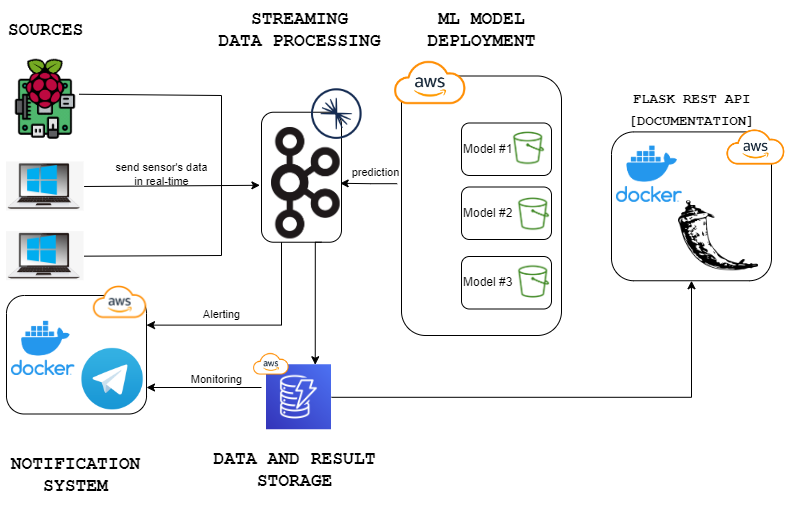 SOURCES
STREAMING
DATA PROCESSING
ML MODEL
DEPLOYMENT
aws
FLASK REST API
[DOCUMENTATION]
send sensor's data
in real-time
prediction
Model #1
Model #2
Model #3
docker
aws
Alerting
aws
docker
Monitoring
aws
NOTIFICATION
SYSTEM
DATA AND RESULT
STORAGE